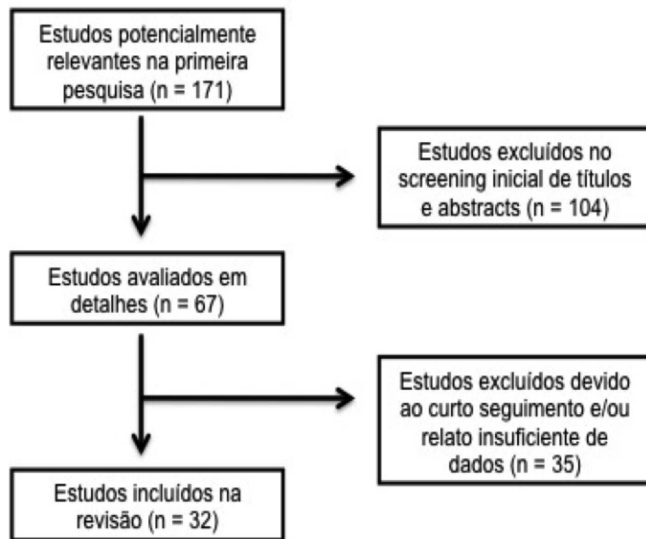 Estudos potencialmente
relevantes na primeira
pesquisa (n = 171)
Estudos excluídos no
screening inicial de títulos
e abstracts (n = 104)
Estudos avaliados em
detalhes (n = 67)
Estudos excluídos devido
ao curto seguimento e/ou
relato insuficiente de
dados (n = 35)
Estudos incluídos na
revisão (n = 32)